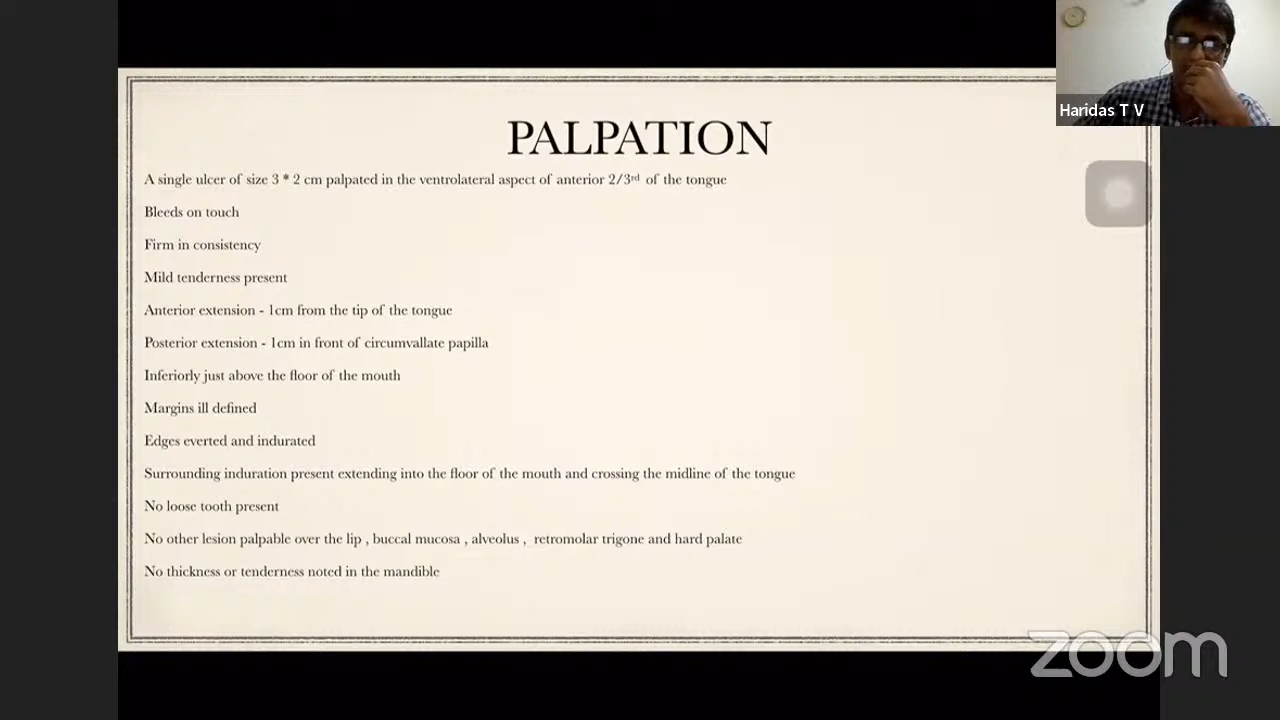 Haridas T V
PALPATION
A single ulcer of size 3 * 2 cm palpated in the ventrolateral aspect of anterior 2/3rd of the tongue
Bleeds on touch
Firm in consistency
Mild tenderness present
Anterior extension - 1cm from the tip of the tongue
Posterior extension - 1cm in front of circumvallate papilla
Inferiorly just above the floor of the mouth
Margins ill defined
Edges everted and indurated
Surrounding induration present extending into the floor of the mouth and crossing the midline of the tongue
No loose tooth present
No other lesion palpable over the lip , buccal mucosa , alveolus , retromolar trigone and hard palate
No thickness or tenderness noted in the mandible
zoom